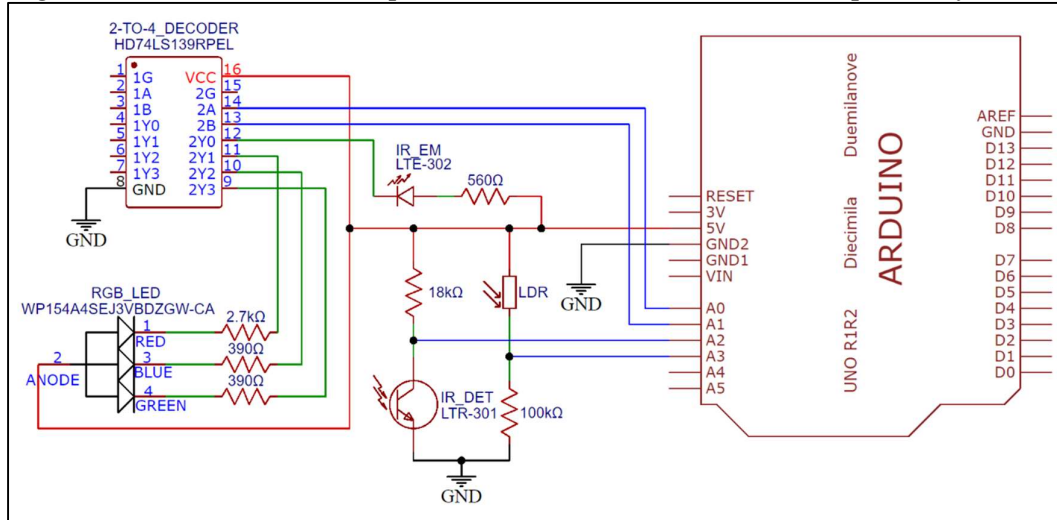 2-TO-4_DECODER
HD74LS139RPEL
1 1G VCC 16
2 1A 2G 15
3 1B 2A 14
4 1Y0 2B 13
5 1Y1 2Y0 12
6 1Y2 2Y1 11
7 1Y3 2Y2 10
8 GND 2Y3 9
GND
IR_EM
LTE-302
560Ω
18kΩ
LDR
RGB_LED
WP154A4SEJ3VBDZGW-CA
2.7kΩ
1
RED
390Ω
2
ANODE
3
BLUE
390Ω
4
GREEN
IR_DET
LTR-301
100kΩ
GND
GND
RESET
3V
5V
GND2
GND1
VIN
A0
A1
A2
A3
A4
A5
Duemilanove
Diecimila
UNO R1R2
ARDUINO
AREF
GND
D13
D12
D11
D10
D9
D8
D7
D6
D5
D4
D3
D2
D1
D0